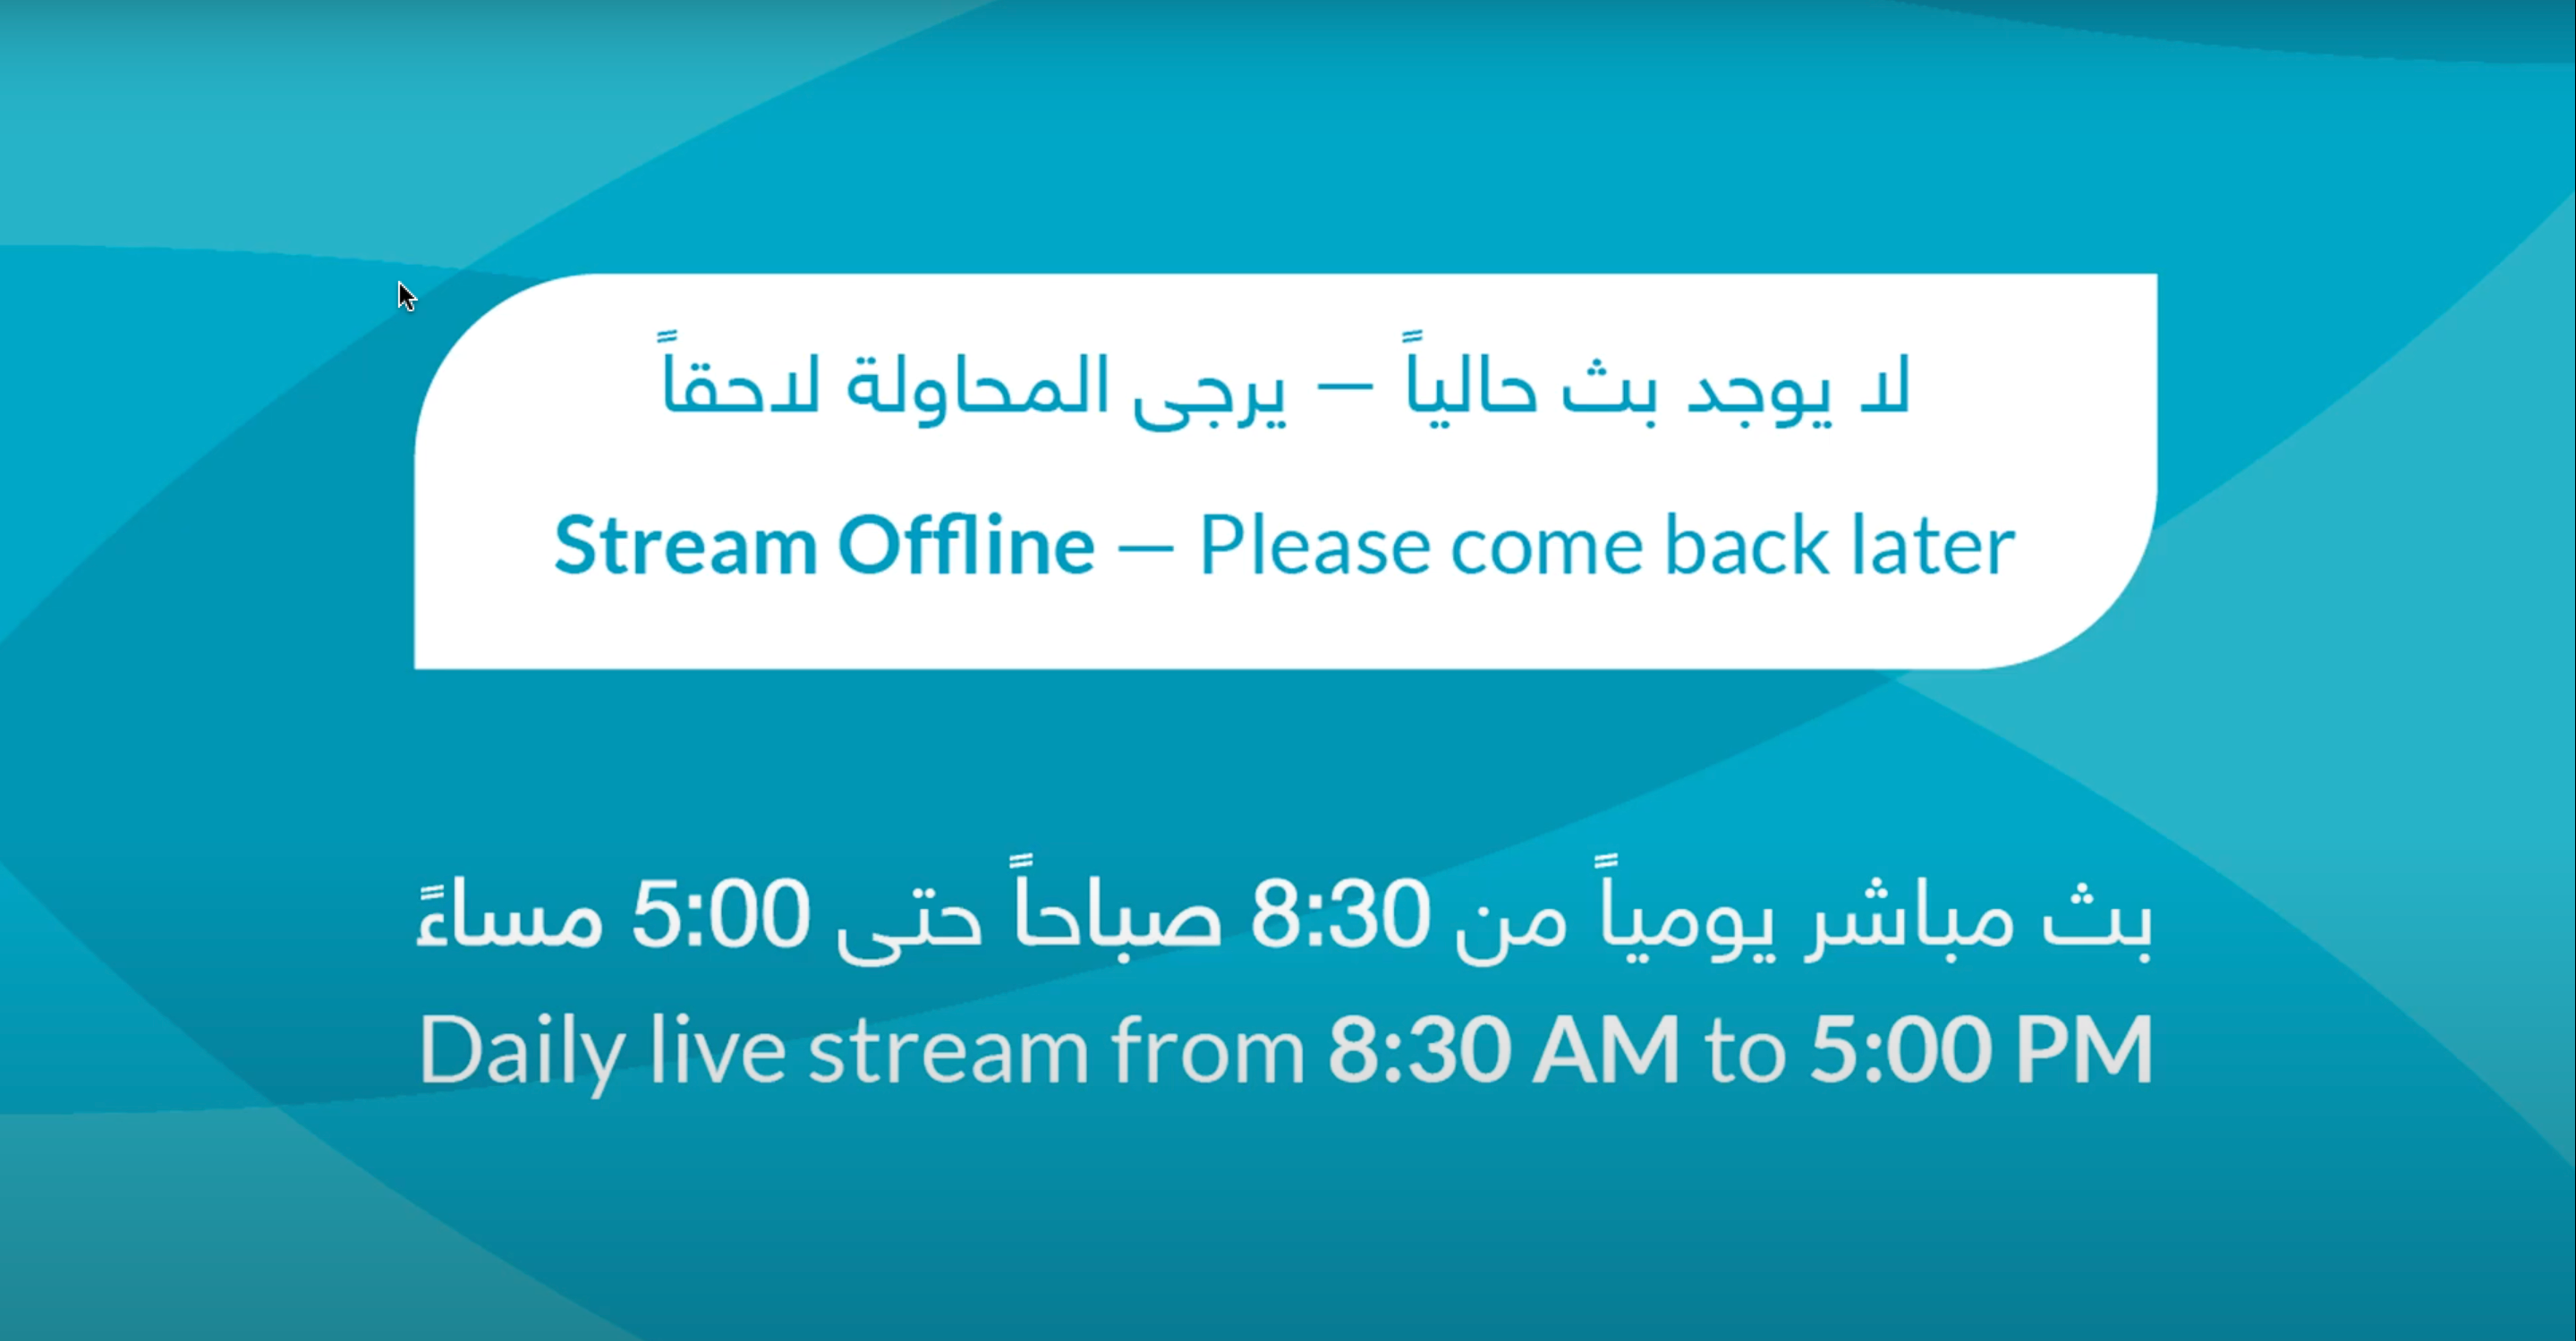 لا يوجد بث حالياً — يرجى المحاولة لاحقاً
Stream Offline — Please come back later
بث مباشر يومياً من 8:30 صباحاً حتى 5:00 مساءً
Daily live stream from 8:30 AM to 5:00 PM